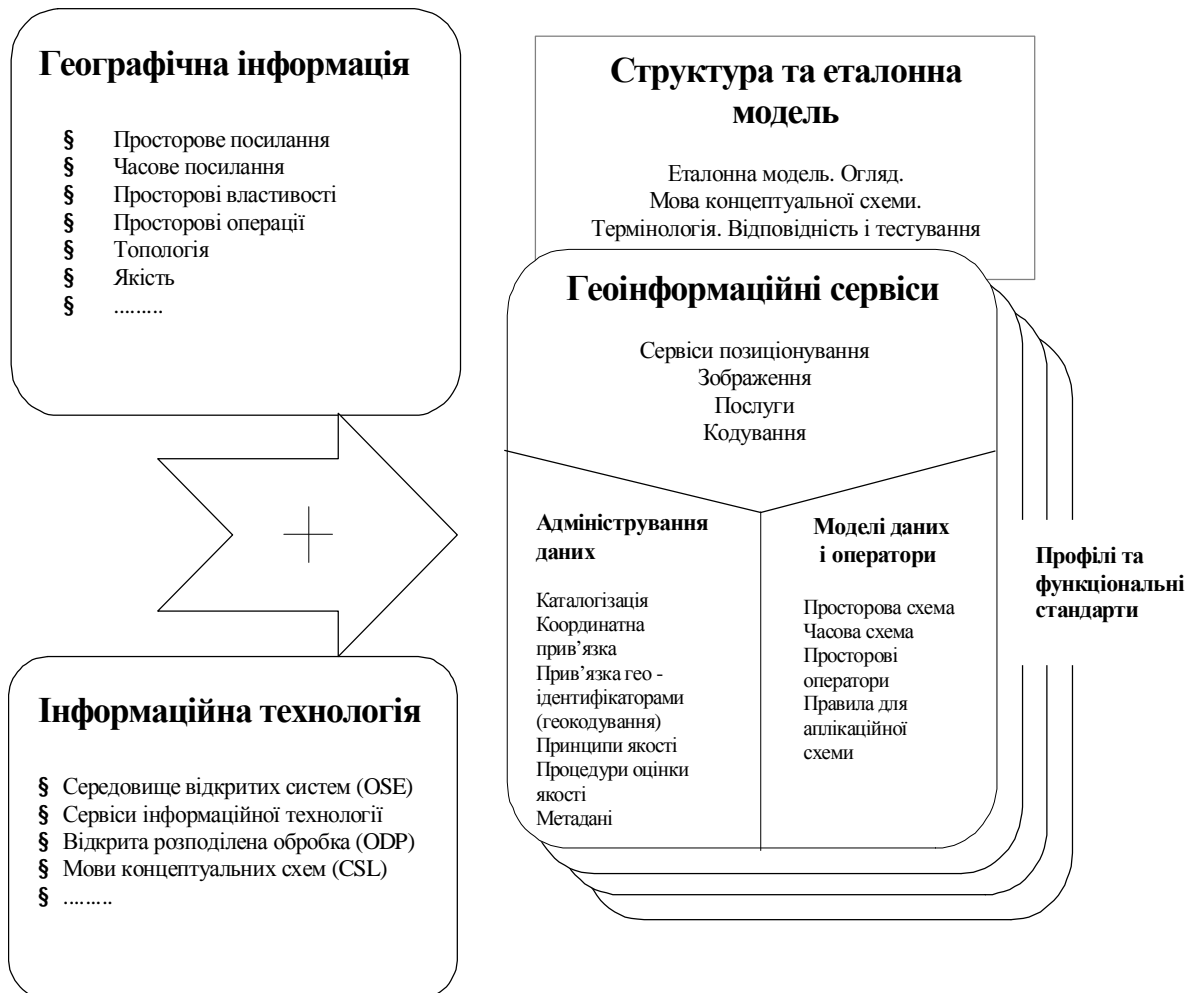 Географічна інформація
§ Просторове посилання
§ Часове посилання
§ Просторові властивості
§ Просторові операції
§ Топологія
§ Якість
§ .........
Інформаційна технологія
§ Середовище відкритих систем (OSE)
§ Сервіси інформаційної технології
§ Відкрита розподілена обробка (ODP)
§ Мови концептуальних схем (CSL)
§ .........
Структура та еталонна
модель
Еталонна модель. Огляд.
Мова концептуальної схеми.
Термінологія. Відповідність і тестування
Геоінформаційні сервіси
Сервіси позиціонування
Зображення
Послуги
Кодування
Адміністрування
даних
Каталогізація
Координатна
прив’язка
Прив’язка гео -
ідентифікаторами
(геокодування)
Принципи якості
Процедури оцінки
якості
Метадані
Моделі даних
і оператори
Просторова схема
Часова схема
Просторові
оператори
Правила для
аплікаційної
схеми
Профілі та
функціональні
стандарти